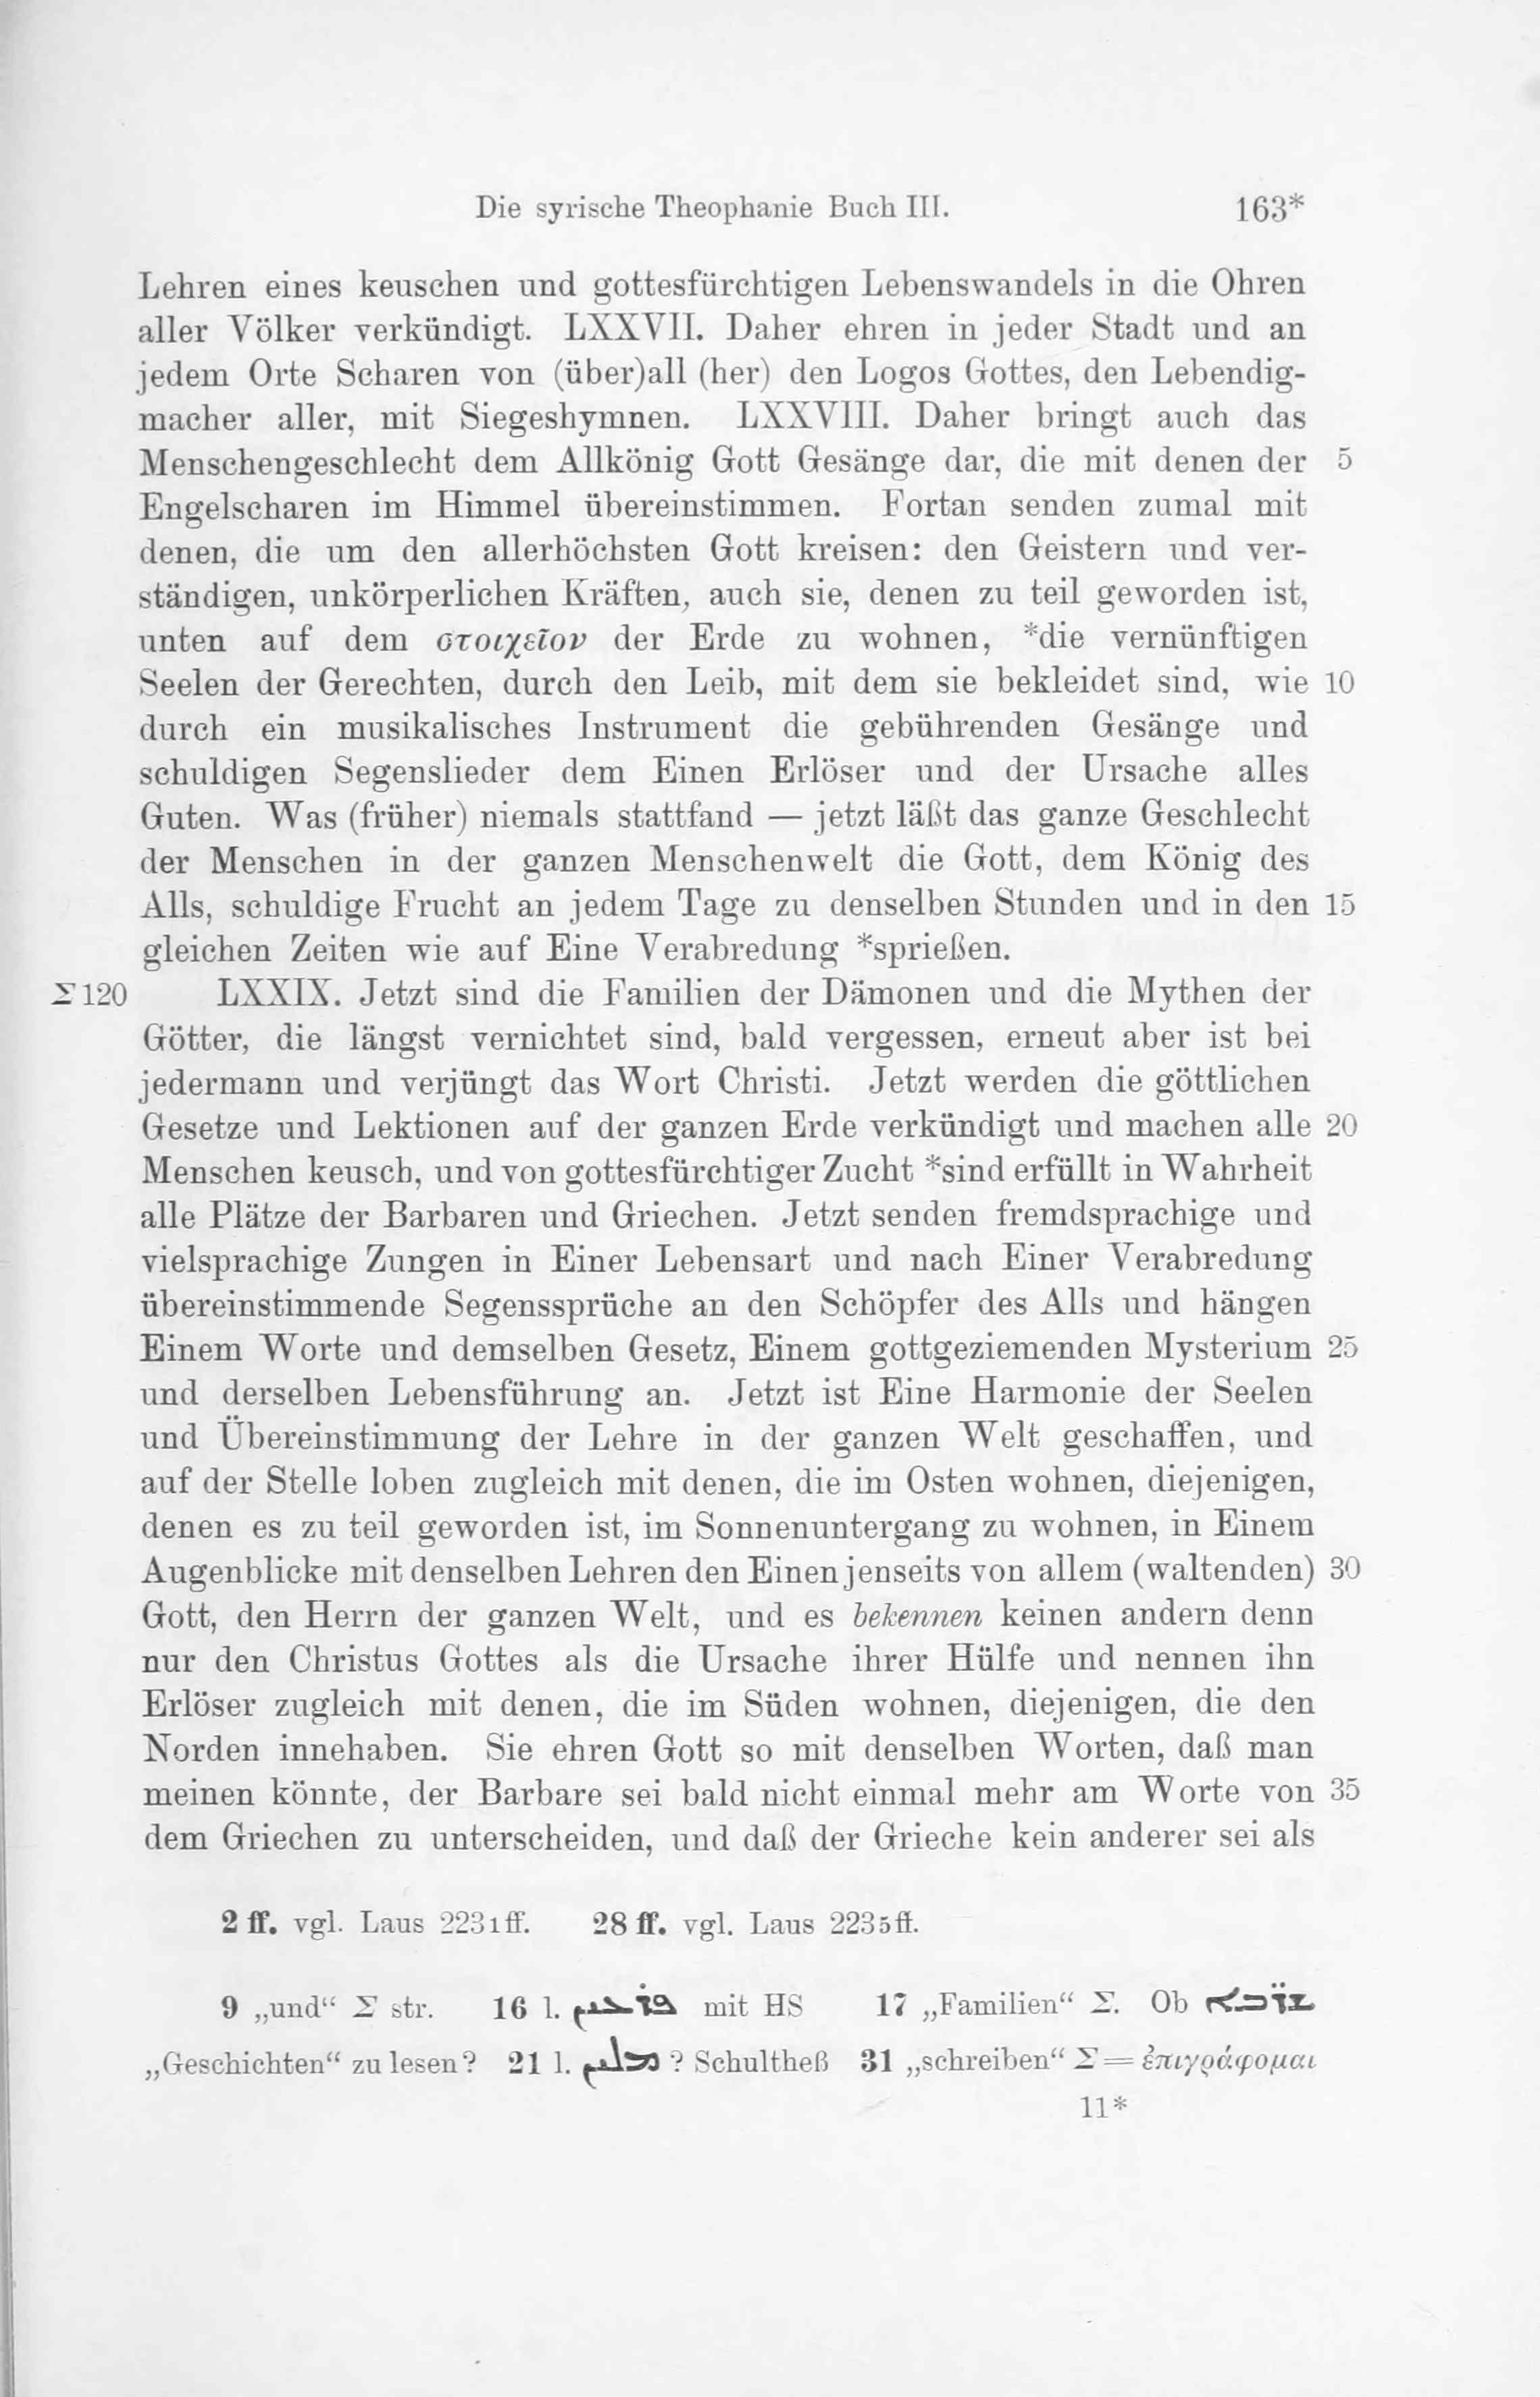 Die syrische Theophanie Buch III. 163*
Lehren eines keuschen und gottesfürchtigen Lebenswandels in die Ohren
aller Völker verkündigt. LXXVII. Daher ehren in jeder Stadt und an
jedem Orte Scharen von (über)all (her) den Logos Gottes, den Lebendig-
macher aller, mit Siegeshymnen. LXXVIII. Daher bringt auch das
Menschengeschlecht dem Allkönig Gott Gesänge dar, die mit denen der 5
Engelscharen im Himmel übereinstimmen. Fortan senden zumal mit
denen, die um den allerhöchsten Gott kreisen: den Geistern und ver-
ständigen, unkörperlichen Kräften, auch sie, denen zu teil geworden ist,
unten auf dem στοιχεῖον der Erde zu wohnen, *die vernünftigen
Seelen der Gerechten, durch den Leib, mit dem sie bekleidet sind, wie 10
durch ein musikalisches Instrument die gebührenden Gesänge und
schuldigen Segenslieder dem Einen Erlöser und der Ursache alles
Guten. Was (früher) niemals stattfand — jetzt läßt das ganze Geschlecht
der Menschen in der ganzen Menschenwelt die Gott, dem König des
Alls, schuldige Frucht an jedem Tage zu denselben Stunden und in den 15
gleichen Zeiten wie auf Eine Verabredung *sprießen.
Σ 120 LXXIX. Jetzt sind die Familien der Dämonen und die Mythen der
Götter, die längst vernichtet sind, bald vergessen, erneut aber ist bei
jedermann und verjüngt das Wort Christi. Jetzt werden die göttlichen
Gesetze und Lektionen auf der ganzen Erde verkündigt und machen alle 20
Menschen keusch, und von gottesfürchtiger Zucht *sind erfüllt in Wahrheit
alle Plätze der Barbaren und Griechen. Jetzt senden fremdsprachige und
vielsprachige Zungen in Einer Lebensart und nach Einer Verabredung
übereinstimmende Segenssprüche an den Schöpfer des Alls und hängen
Einem Worte und demselben Gesetz, Einem gottgeziemenden Mysterium 25
und derselben Lebensführung an. Jetzt ist Eine Harmonie der Seelen
und Übereinstimmung der Lehre in der ganzen Welt geschaffen, und
auf der Stelle loben zugleich mit denen, die im Osten wohnen, diejenigen,
denen es zu teil geworden ist, im Sonnenuntergang zu wohnen, in Einem
Augenblicke mit denselben Lehren den Einen jenseits von allem (waltenden) 30
Gott, den Herrn der ganzen Welt, und es bekennen keinen andern denn
nur den Christus Gottes als die Ursache ihrer Hülfe und nennen ihn
Erlöser zugleich mit denen, die im Süden wohnen, diejenigen, die den
Norden innehaben. Sie ehren Gott so mit denselben Worten, daß man
meinen könnte, der Barbare sei bald nicht einmal mehr am Worte von 35
dem Griechen zu unterscheiden, und daß der Grieche kein anderer sei als
2 ff. vgl. Laus 2231 ff. 28 ff. vgl. Laus 2235 ff.
9 „und“ Σ str. 16 l. mit HS 17 „Familien“ Σ. Ob ܫܪ̈ܒܐ
„Geschichten“ zu lesen? 21 l. ܡܠܝܢ ? Schultheß 31 „schreiben“ Σ = ἐπιγράφομαι
11*